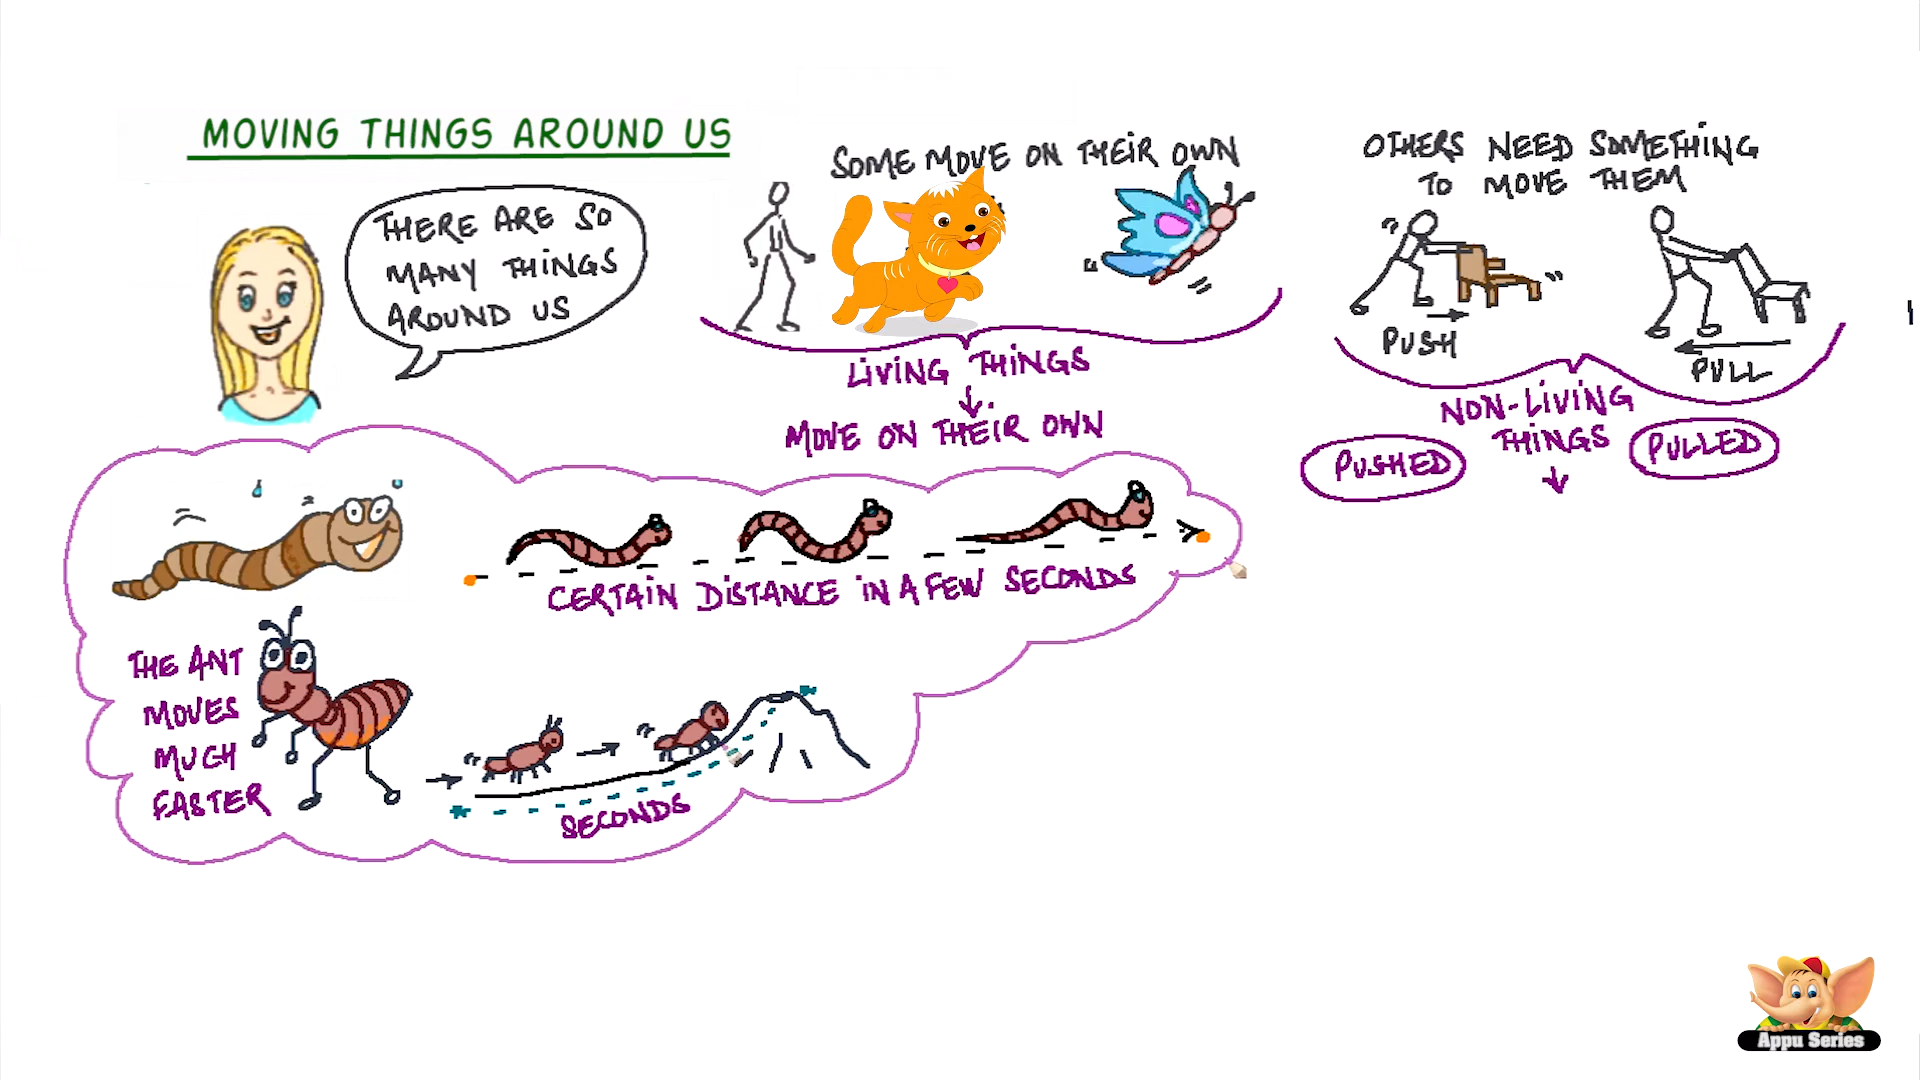 MOVING THINGS AROUND US
THERE ARE SO
MANY THINGS
AROUND US
SOME MOVE ON THEIR OWN
LIVING THINGS
MOVE ON THEIR OWN
OTHERS NEED SOMETHING
TO MOVE THEM
PUSH
PULL
NON-LIVING
THINGS
PUSHED
PULLED
CERTAIN DISTANCE IN A FEW SECONDS
THE ANT
MOVES
MUCH
FASTER
SECONDS
Appu Series